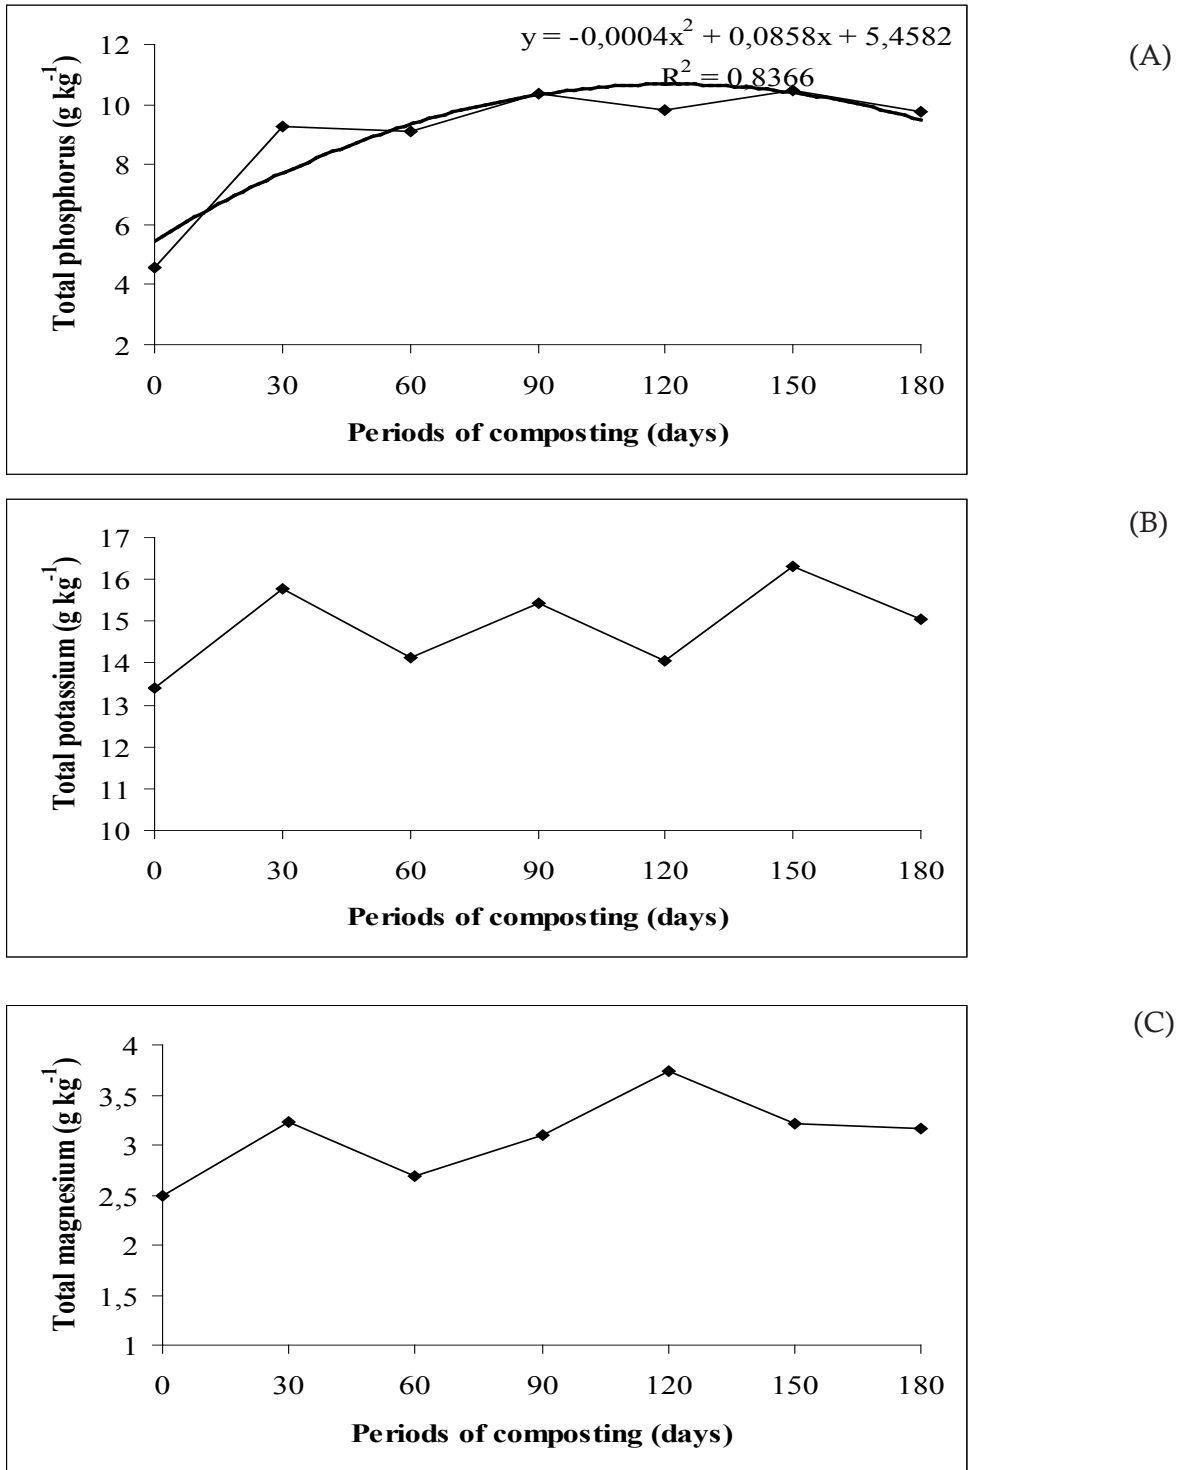 y = -0,0004x² + 0,0858x + 5,4582
R² = 0,8366
(A)
Total phosphorus (g kg⁻¹)
12
10
8
6
4
2
0 30 60 90 120 150 180
Periods of composting (days)
(B)
Total potassium (g kg⁻¹)
17
16
15
14
13
12
11
10
0 30 60 90 120 150 180
Periods of composting (days)
(C)
Total magnesium (g kg⁻¹)
4
3,5
3
2,5
2
1,5
1
0 30 60 90 120 150 180
Periods of composting (days)